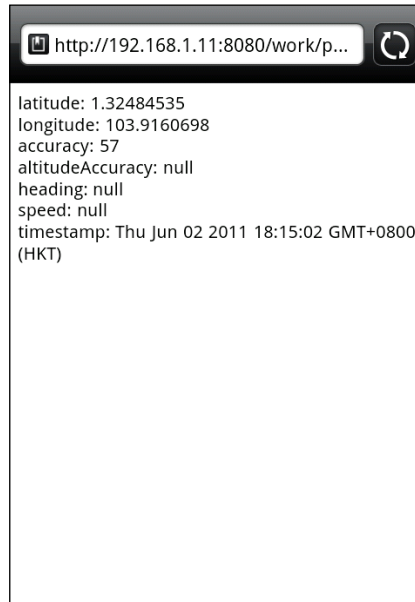 http://192.168.1.11:8080/work/p...
latitude: 1.32484535
longitude: 103.9160698
accuracy: 57
altitudeAccuracy: null
heading: null
speed: null
timestamp: Thu Jun 02 2011 18:15:02 GMT+0800
(HKT)